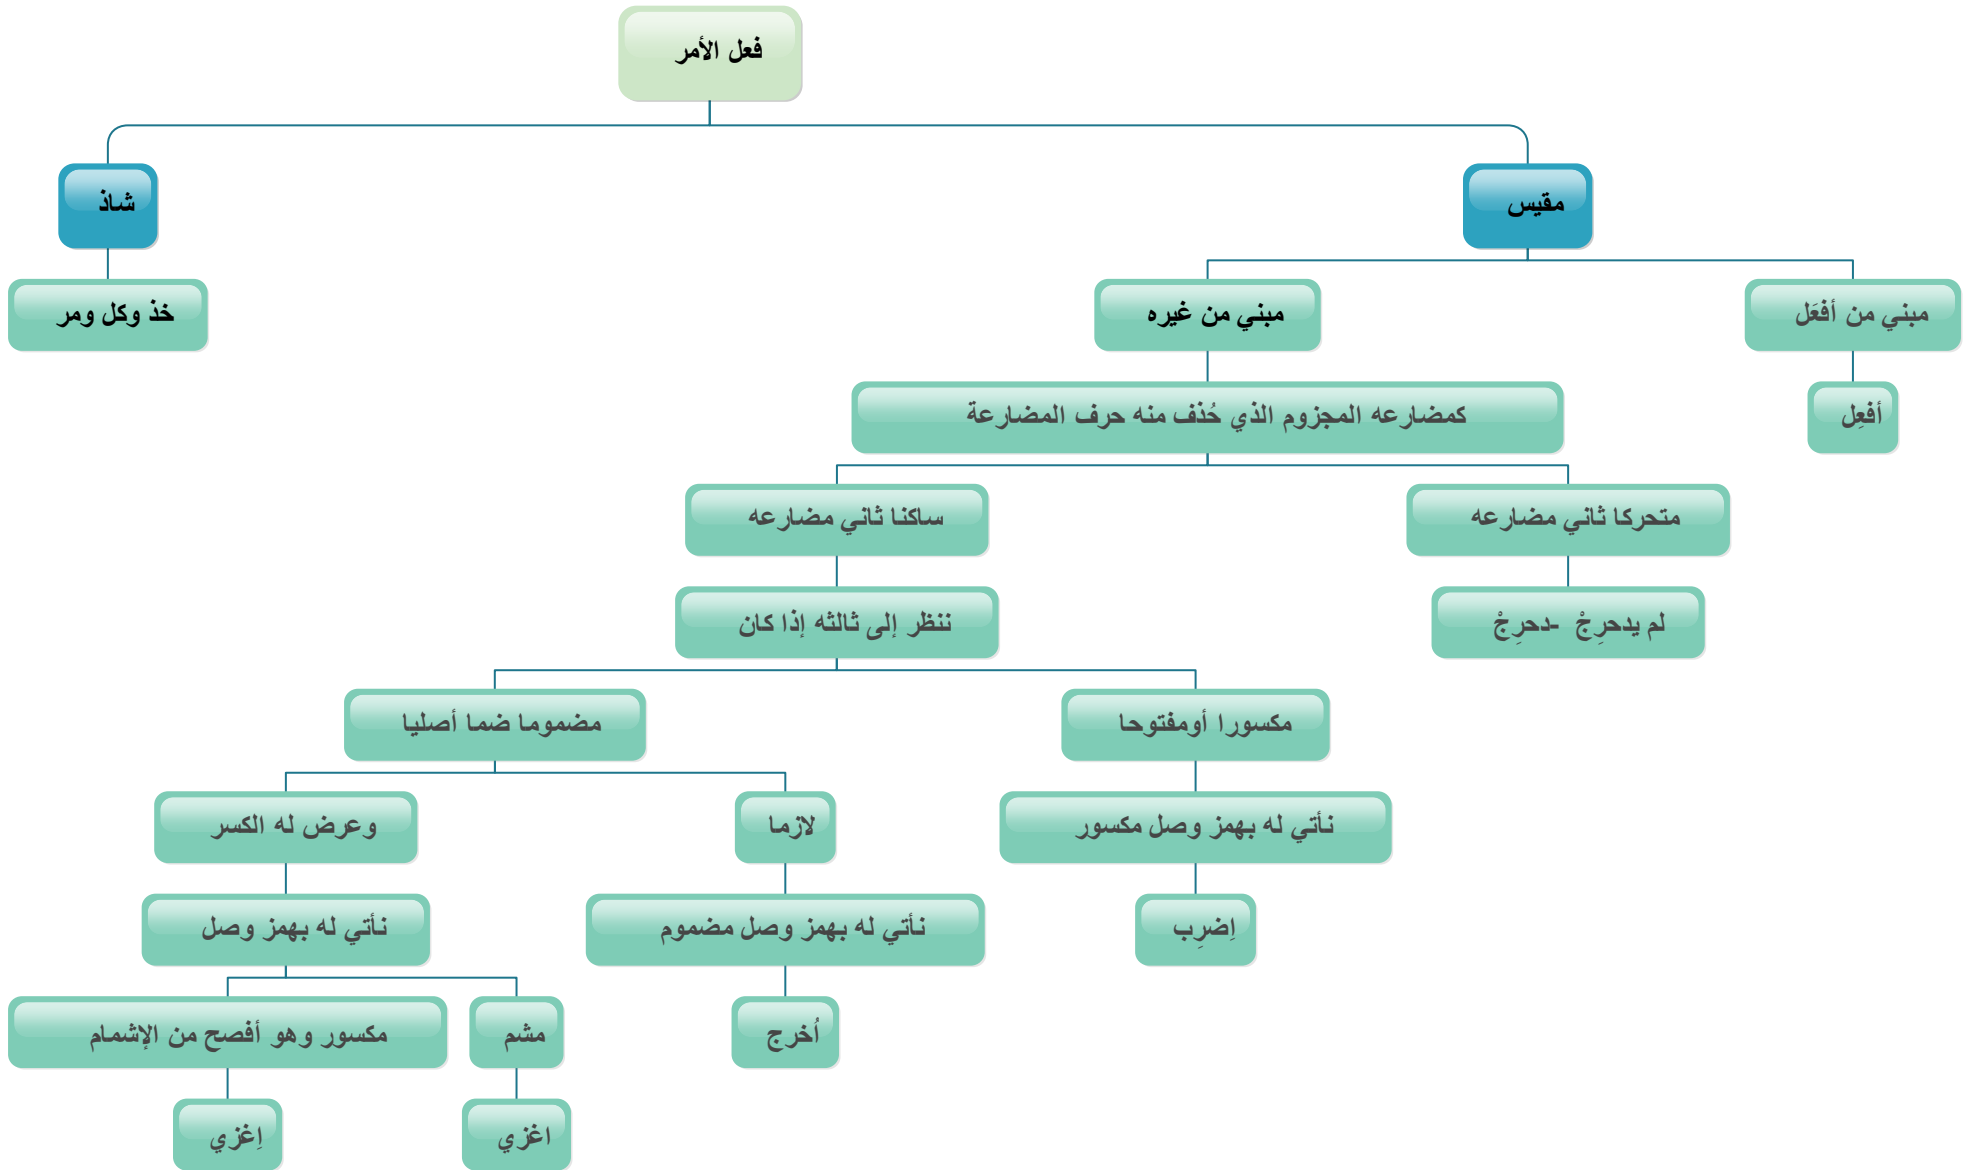 فعل الأمر
مقيس
شاذ
مبني من أفْعَل
مبني من غيره
خذ وكل ومر
أفعِل
كمضارعه المجزوم الذي حُذف منه حرف المضارعة
متحركا ثاني مضارعه
ساكنا ثاني مضارعه
لم يدحرِجْ -دحرِجْ
ننظر إلى ثالثه إذا كان
مكسورا أومفتوحا
مضموما ضما أصليا
نأتي له بهمز وصل مكسور
لازما
وعرض له الكسر
اِضرِب
نأتي له بهمز وصل مضموم
نأتي له بهمز وصل
اُخرج
مشم
مكسور وهو أفصح من الإشمام
اغزي
اِغزي